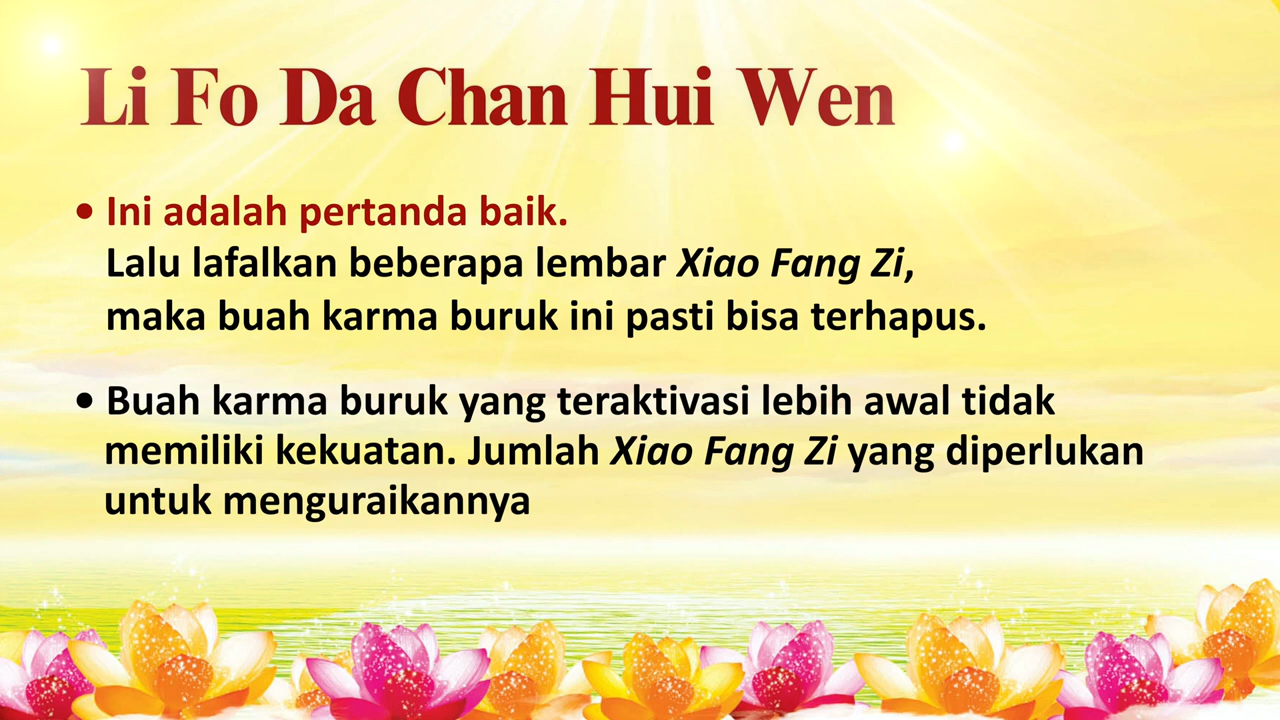 Li Fo Da Chan Hui Wen
• Ini adalah pertanda baik.
Lalu lafalkan beberapa lembar Xiao Fang Zi,
maka buah karma buruk ini pasti bisa terhapus.
• Buah karma buruk yang teraktivasi lebih awal tidak
memiliki kekuatan. Jumlah Xiao Fang Zi yang diperlukan
untuk menguraikannya